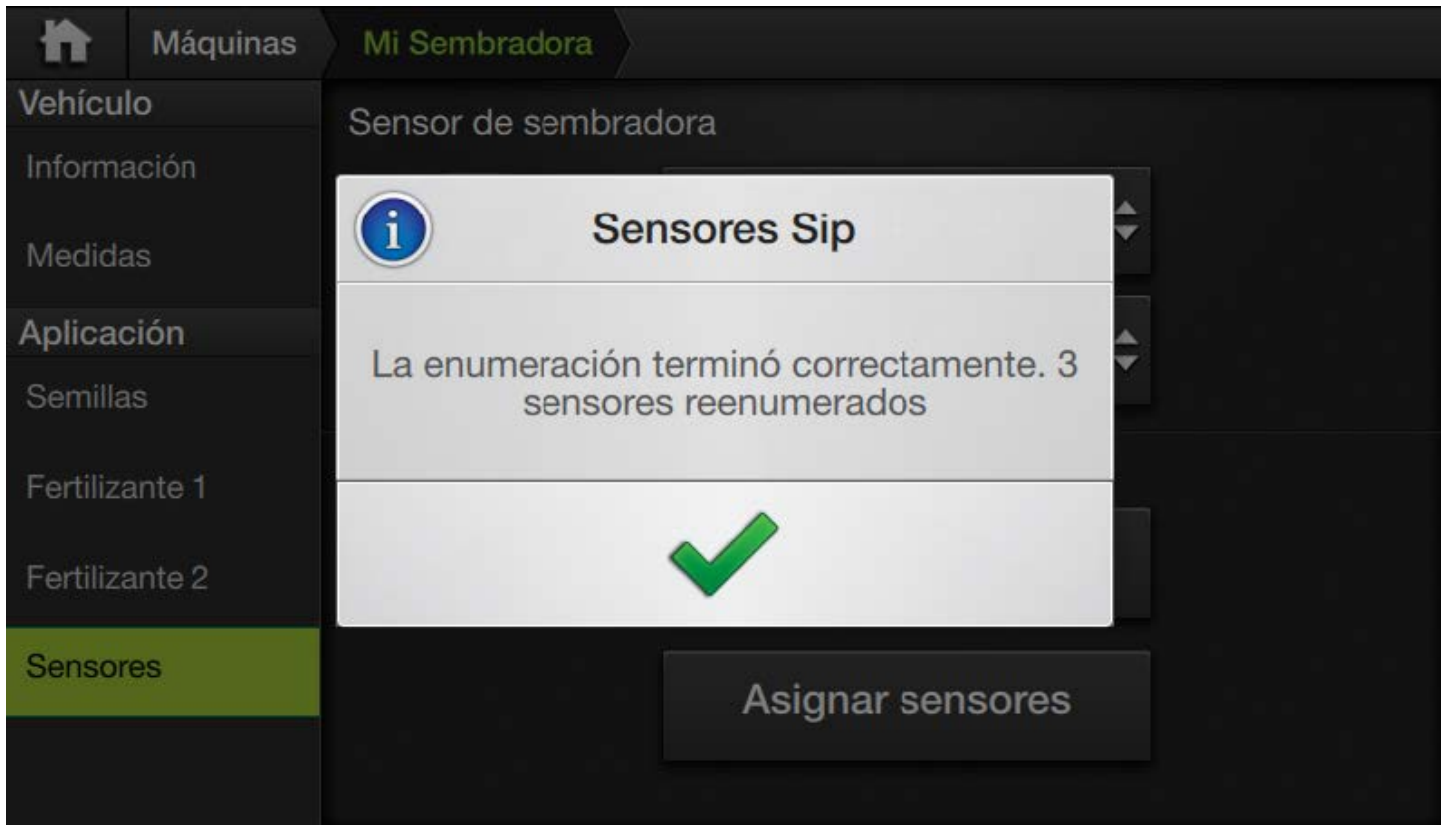 Máquinas
Mi Sembradora
Vehículo
Información
Medidas
Aplicación
Semillas
Fertilizante 1
Fertilizante 2
Sensores
Sensor de sembradora
Sensores Sip
La enumeración terminó correctamente. 3
sensores reenumerados
Asignar sensores